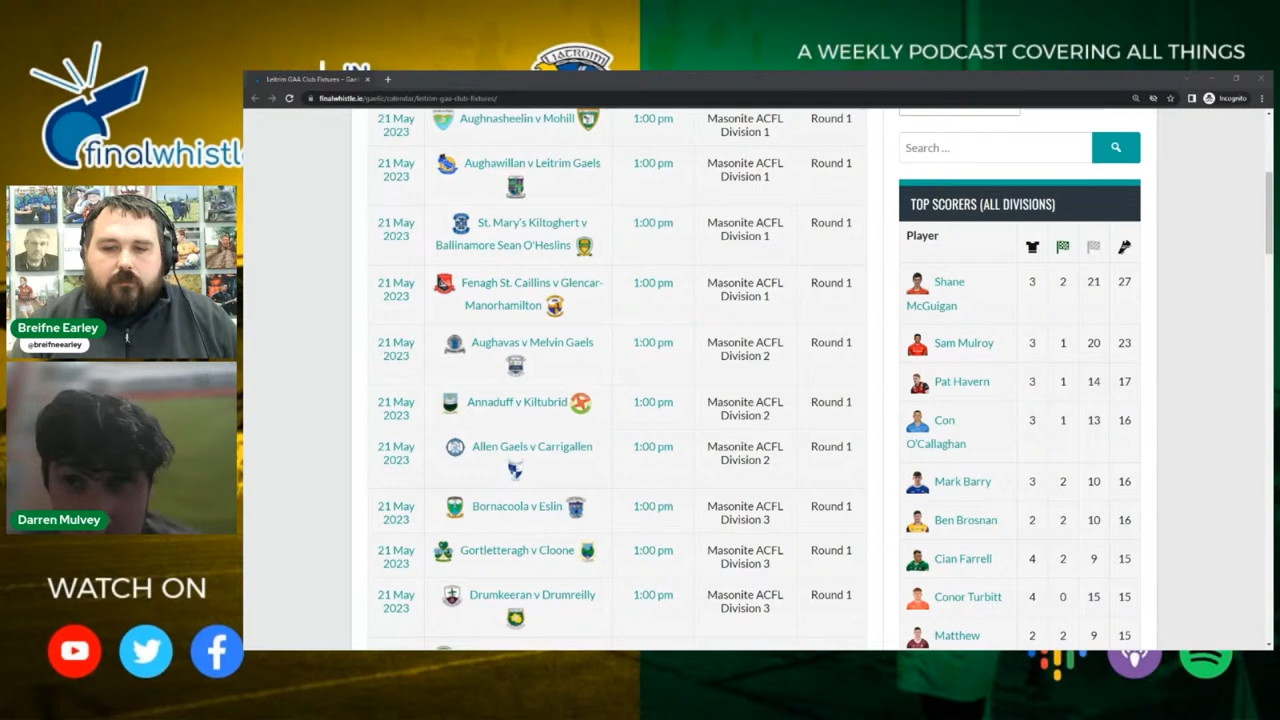 LEITRIM
A WEEKLY PODCAST COVERING ALL THINGS
finalwhistl
Leitrim GAA Club Fixtures – Gael
finalwhistle.ie/gaelic/calendar/leitrim-gaa-club-fixtures/
Incognito
21 May 2023 Aughnasheelin v Mohill 1:00 pm Masonite ACFL Division 1 Round 1
21 May 2023 Aughawillan v Leitrim Gaels 1:00 pm Masonite ACFL Division 1 Round 1
21 May 2023 St. Mary's Kiltoghert v Ballinamore Sean O'Heslins 1:00 pm Masonite ACFL Division 1 Round 1
21 May 2023 Fenagh St. Caillins v Glencar-Manorhamilton 1:00 pm Masonite ACFL Division 1 Round 1
21 May 2023 Aughavas v Melvin Gaels 1:00 pm Masonite ACFL Division 2 Round 1
21 May 2023 Annaduff v Kiltubrid 1:00 pm Masonite ACFL Division 2 Round 1
21 May 2023 Allen Gaels v Carrigallen 1:00 pm Masonite ACFL Division 2 Round 1
21 May 2023 Bornacoola v Eslin 1:00 pm Masonite ACFL Division 3 Round 1
21 May 2023 Gortletteragh v Cloone 1:00 pm Masonite ACFL Division 3 Round 1
21 May 2023 Drumkeeran v Drumreilly 1:00 pm Masonite ACFL Division 3 Round 1
Search ...
TOP SCORERS (ALL DIVISIONS)
Player
Shane McGuigan 3 2 21 27
Sam Mulroy 3 1 20 23
Pat Havern 3 1 14 17
Con O'Callaghan 3 1 13 16
Mark Barry 3 2 10 16
Ben Brosnan 2 2 10 16
Cian Farrell 4 2 9 15
Conor Turbitt 4 0 15 15
Matthew 2 2 9 15
Breifne Earley
@breifneearley
Darren Mulvey
WATCH ON